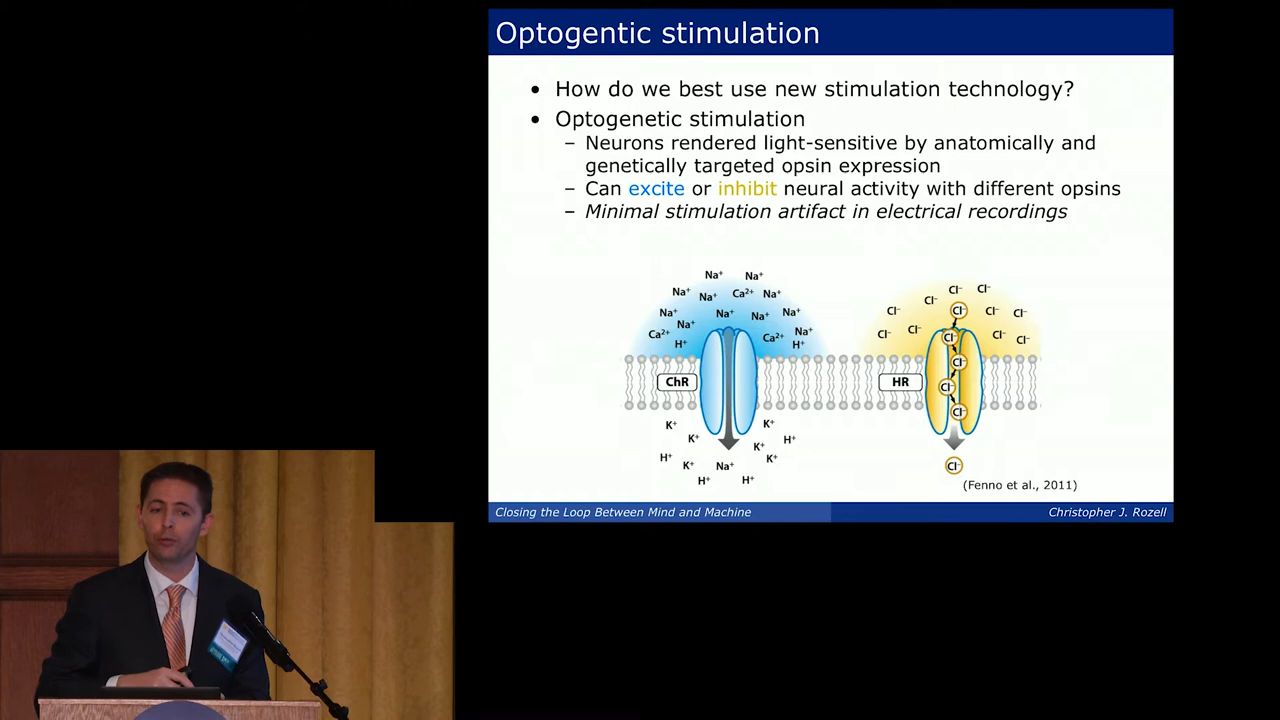 Optogentic stimulation
• How do we best use new stimulation technology?
• Optogenetic stimulation
– Neurons rendered light-sensitive by anatomically and
genetically targeted opsin expression
– Can excite or inhibit neural activity with different opsins
– Minimal stimulation artifact in electrical recordings
Na⁺ Na⁺
Na⁺ Na⁺ Ca²⁺ Na⁺
Na⁺ Na⁺ Na⁺ Na⁺
Ca²⁺ Na⁺ H⁺ Ca²⁺ Na⁺ H⁺
ChR
K⁺ K⁺
K⁺ K⁺ H⁺
H⁺ K⁺ Na⁺ K⁺
H⁺ H⁺
Cl⁻ Cl⁻
Cl⁻ Cl⁻
Cl⁻ Cl⁻ Cl⁻
Cl⁻ Cl⁻ Cl⁻ Cl⁻ Cl⁻
Cl⁻
HR
Cl⁻
Cl⁻
Cl⁻
(Fenno et al., 2011)
Closing the Loop Between Mind and Machine
Christopher J. Rozell